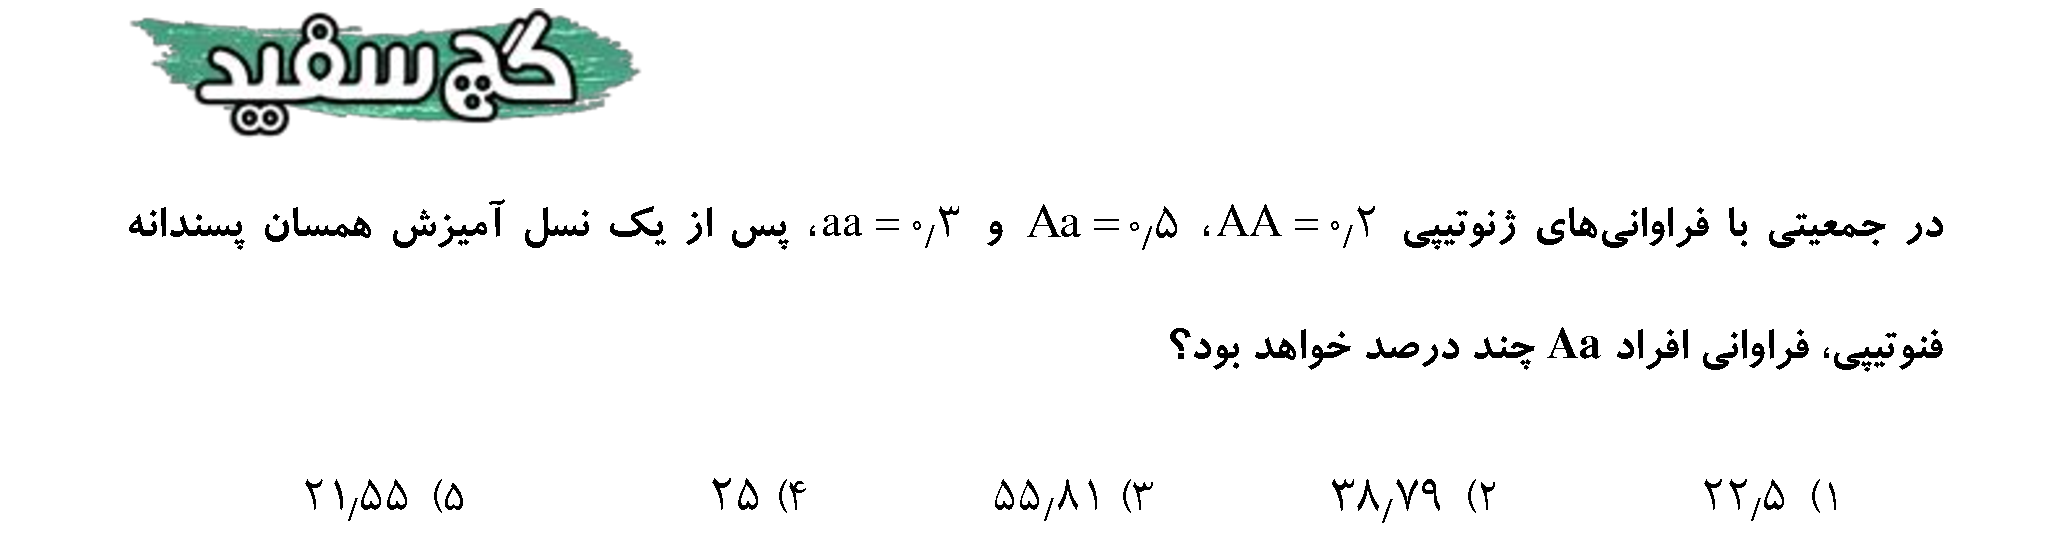 گچ سفید
در جمعیتی با فراوانی‌های ژنوتیپی AA = ۰٫۲، Aa = ۰٫۵ و aa = ۰٫۳، پس از یک نسل آمیزش همسان پسندانه
فنوتیپی، فراوانی افراد Aa چند درصد خواهد بود؟
۱) ۲۲٫۵ ۲) ۳۸٫۷۹ ۳) ۵۵٫۸۱ ۴) ۲۵ ۵) ۲۱٫۵۵